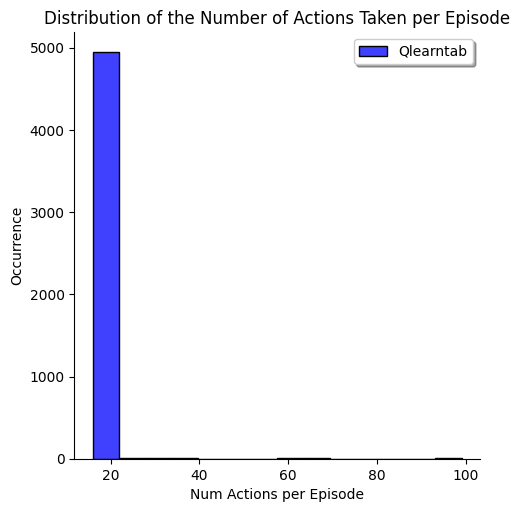 Distribution of the Number of Actions Taken per Episode
Qlearntab
5000
4000
3000
2000
1000
0
Occurrence
20 40 60 80 100
Num Actions per Episode